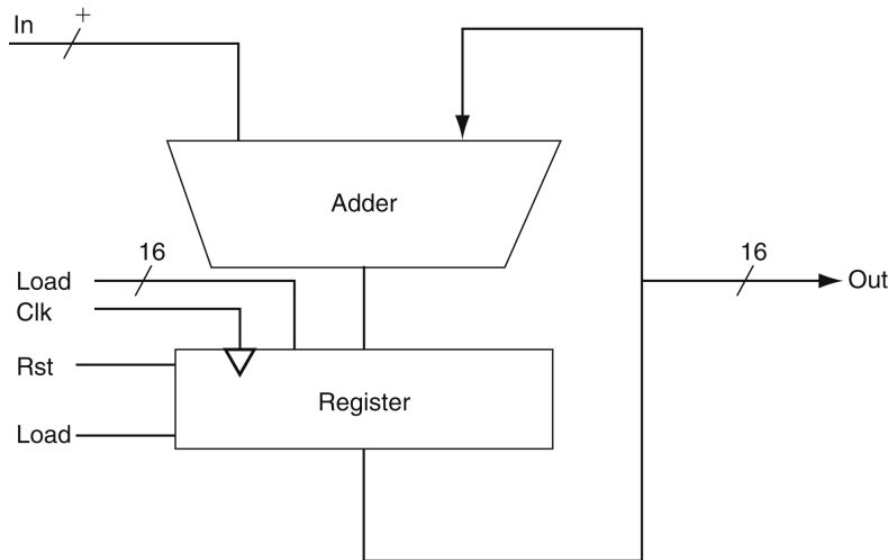 In
+
Adder
16
Load
Clk
16
Out
Rst
Register
Load